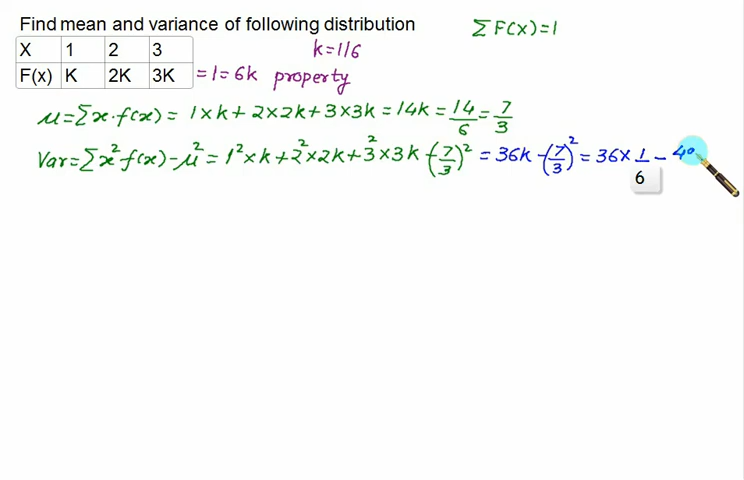 Find mean and variance of following distribution
Σ F(x) = 1
X 1 2 3
k = 1/6
F(x) K 2K 3K = 1 = 6k property
μ = Σx·f(x) = 1×k + 2×2k + 3×3k = 14k = 14/6 = 7/3
Var = Σx² f(x) - μ² = 1²×k + 2²×2k + 3²×3k - (7/3)² = 36k - (7/3)² = 36 × 1/6 -